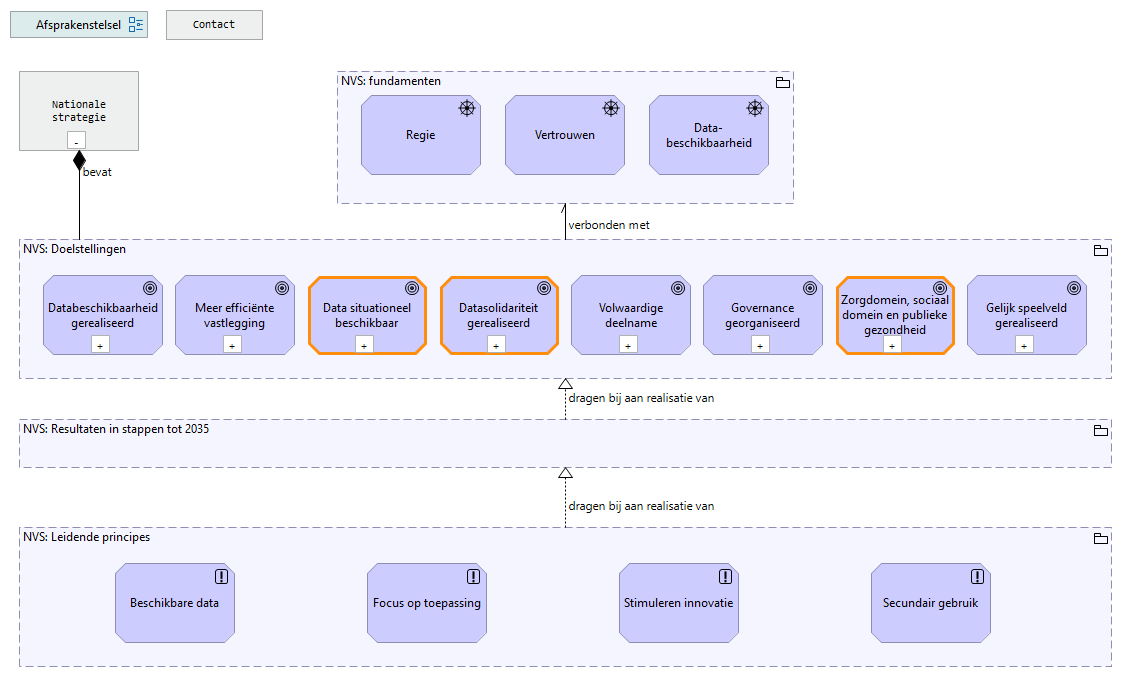 Afsprakenstelsel
Contact
Nationale
strategie
-
bevat
NVS: fundamenten
Regie
Vertrouwen
Data-
beschikbaarheid
verbonden met
NVS: Doelstellingen
Databeschikbaarheid
gerealiseerd
+
Meer efficiënte
vastlegging
+
Data situationeel
beschikbaar
+
Datasolidariteit
gerealiseerd
+
Volwaardige
deelname
+
Governance
georganiseerd
+
Zorgdomein, sociaal
domein en publieke
gezondheid
+
Gelijk speelveld
gerealiseerd
+
dragen bij aan realisatie van
NVS: Resultaten in stappen tot 2035
dragen bij aan realisatie van
NVS: Leidende principes
Beschikbare data
Focus op toepassing
Stimuleren innovatie
Secundair gebruik